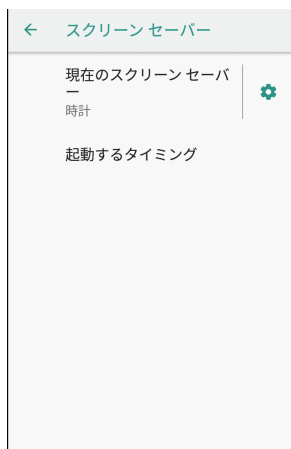 スクリーン セーバー
現在のスクリーン セーバ
ー
時計
起動するタイミング